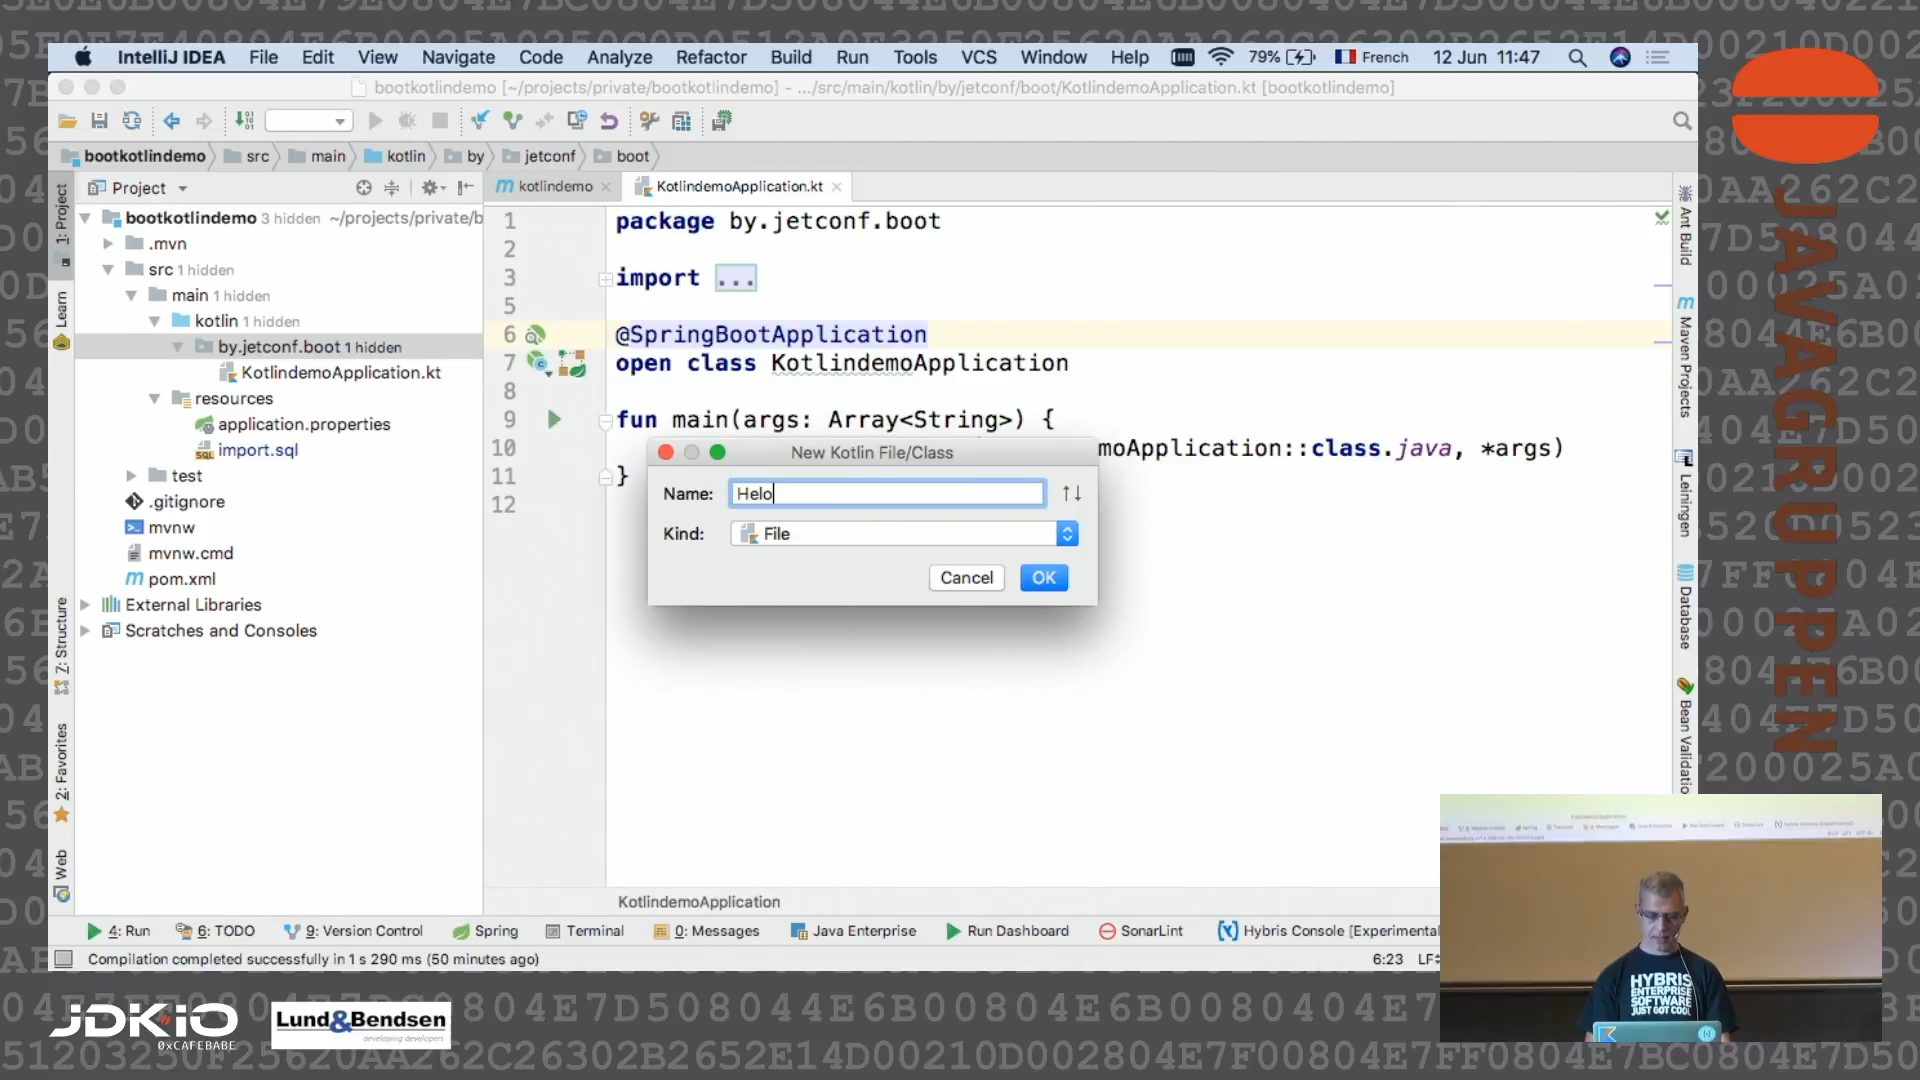 IntelliJ IDEA File Edit View Navigate Code Analyze Refactor Build Run Tools VCS Window Help 79% French 12 Jun 11:47
bootkotlindemo [~/projects/private/bootkotlindemo] - .../src/main/kotlin/by/jetconf/boot/KotlindemoApplication.kt [bootkotlindemo]
bootkotlindemo src main kotlin by jetconf boot
Project
kotlindemo KotlindemoApplication.kt
1: Project
Learn
Z: Structure
2: Favorites
Web
bootkotlindemo 3 hidden ~/projects/private/b
.mvn
src 1 hidden
main 1 hidden
kotlin 1 hidden
by.jetconf.boot 1 hidden
KotlindemoApplication.kt
resources
application.properties
import.sql
test
.gitignore
mvnw
mvnw.cmd
pom.xml
External Libraries
Scratches and Consoles
1 package by.jetconf.boot
2
3 import ...
5
6 @SpringBootApplication
7 open class KotlindemoApplication
8
9 fun main(args: Array<String>) {
10 moApplication::class.java, *args)
11 }
12
New Kotlin File/Class
Name: Helo
Kind: File
Cancel OK
Ant Build
Maven Projects
Leiningen
Database
Bean Validatio
KotlindemoApplication
4: Run 6: TODO 9: Version Control Spring Terminal 0: Messages Java Enterprise Run Dashboard SonarLint Hybris Console [Experimental
Compilation completed successfully in 1 s 290 ms (50 minutes ago) 6:23 LF
JAVAGRUPPEN
HYBRIS
ENTERPRISE
SOFTWARE
JUST GOT COOL
JDK.IO
0xCAFEBABE
Lund&Bendsen
developing developers